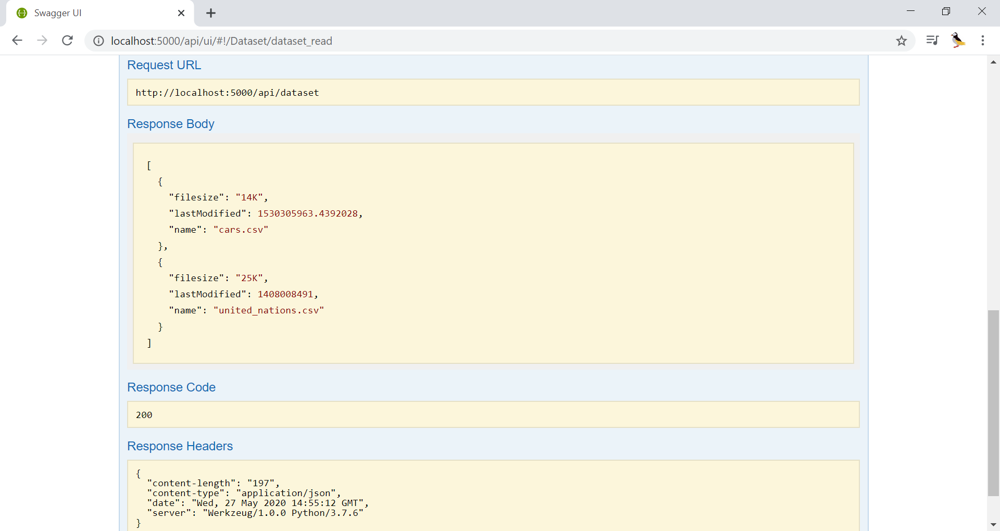 Swagger UI
localhost:5000/api/ui/#!/Dataset/dataset_read
Request URL
http://localhost:5000/api/dataset
Response Body
[
  {
    "filesize": "14K",
    "lastModified": 1530305963.4392028,
    "name": "cars.csv"
  },
  {
    "filesize": "25K",
    "lastModified": 1408008491,
    "name": "united_nations.csv"
  }
]
Response Code
200
Response Headers
{
  "content-length": "197",
  "content-type": "application/json",
  "date": "Wed, 27 May 2020 14:55:12 GMT",
  "server": "Werkzeug/1.0.0 Python/3.7.6"
}